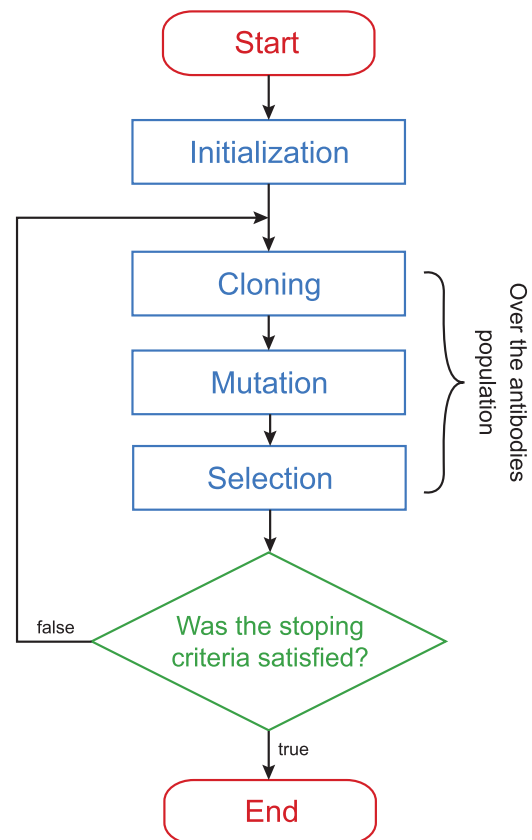 Start
Initialization
Cloning
Mutation
Selection
Over the antibodies
population
Was the stoping
criteria satisfied?
false
true
End